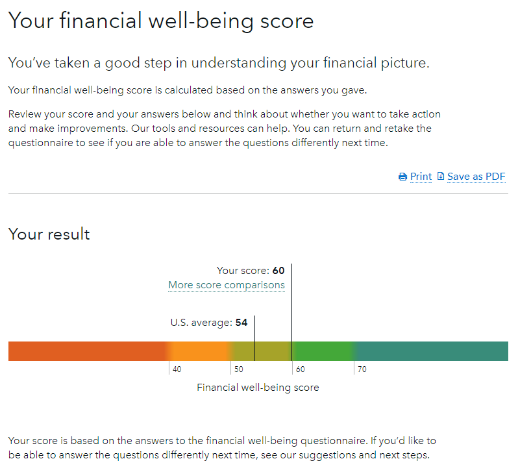 Your financial well-being score
You've taken a good step in understanding your financial picture.
Your financial well-being score is calculated based on the answers you gave.
Review your score and your answers below and think about whether you want to take action
and make improvements. Our tools and resources can help. You can return and retake the
questionnaire to see if you are able to answer the questions differently next time.
Print Save as PDF
Your result
Your score: 60
More score comparisons
U.S. average: 54
40 50 60 70
Financial well-being score
Your score is based on the answers to the financial well-being questionnaire. If you'd like to
be able to answer the questions differently next time, see our suggestions and next steps.